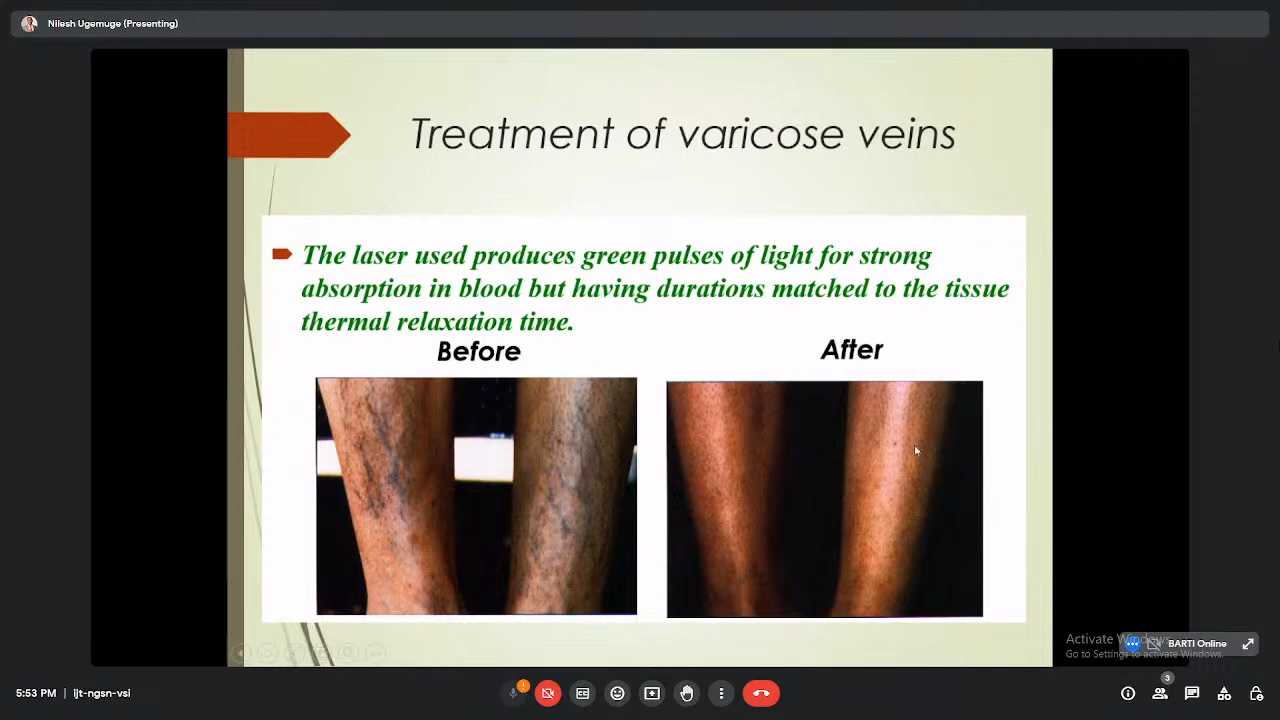 Nilesh Ugemuge (Presenting)
Treatment of varicose veins
The laser used produces green pulses of light for strong
absorption in blood but having durations matched to the tissue
thermal relaxation time.
Before
After
Activate Windows
Go to Settings to activate Windows.
BARTI Online
3
5:53 PM | ljt-ngsn-vsi